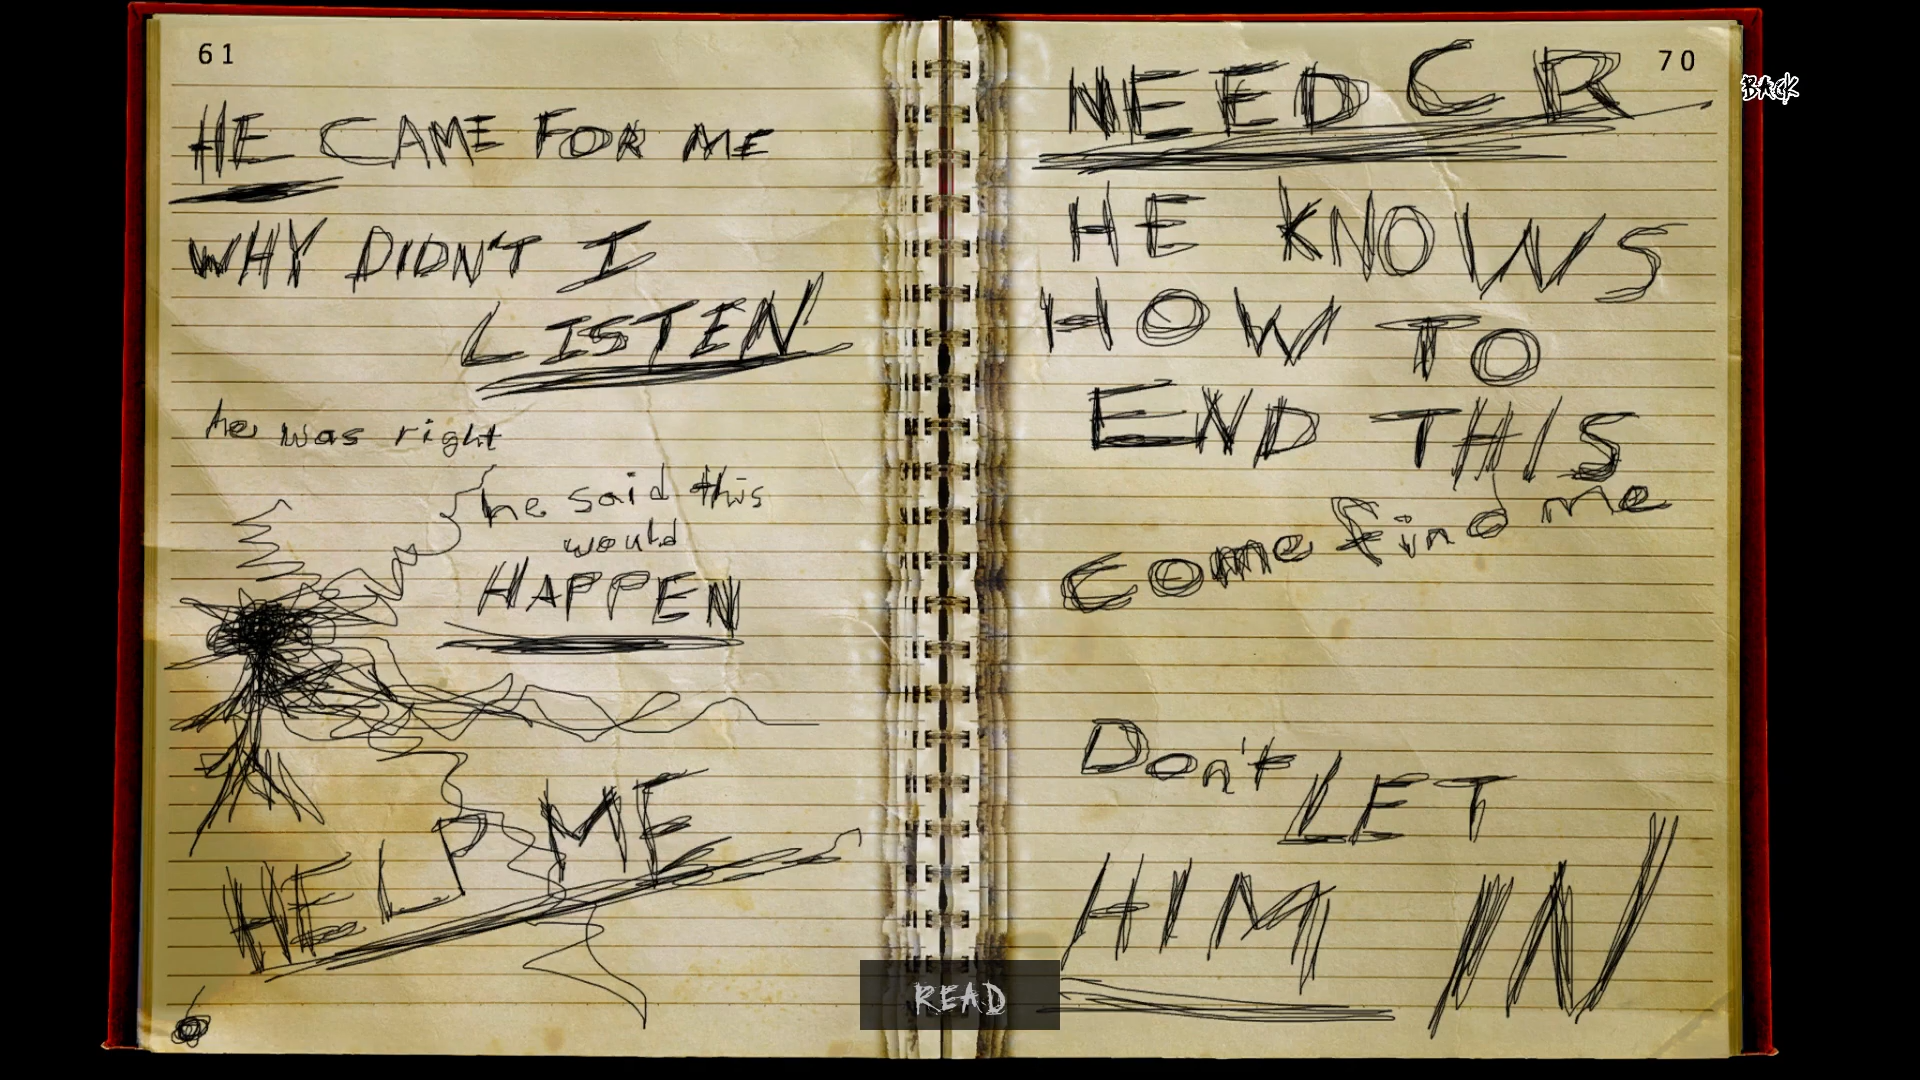 61
HE CAME FOR ME
WHY DIDN'T I
LISTEN
he was right
he said this
would
HAPPEN
HELP ME
70
BACK
NEED CR
HE KNOWS
HOW TO
END THIS
come find me
Don't LET
HIM IN
READ